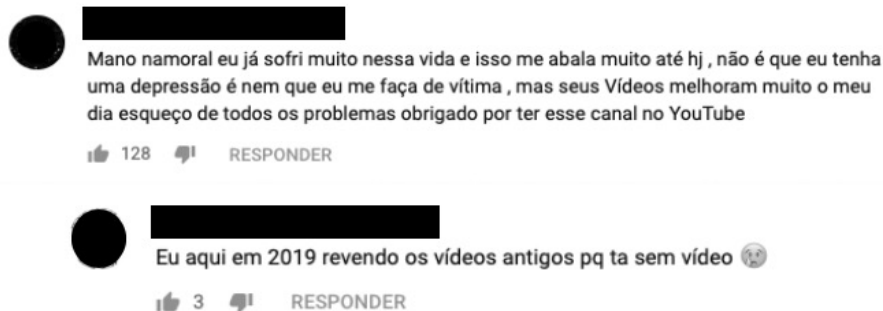 Mano namoral eu já sofri muito nessa vida e isso me abala muito até hj , não é que eu tenha
uma depressão é nem que eu me faça de vítima , mas seus Vídeos melhoram muito o meu
dia esqueço de todos os problemas obrigado por ter esse canal no YouTube
128 RESPONDER
Eu aqui em 2019 revendo os vídeos antigos pq ta sem vídeo 😢
3 RESPONDER